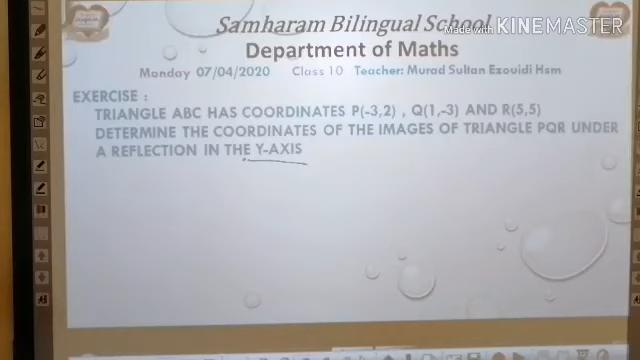 Samharam Bilingual School
Made with KINEMASTER
Department of Maths
Monday 07/04/2020 Class 10 Teacher: Murad Sultan Ezouidi Hsm
EXERCISE :
TRIANGLE ABC HAS COORDINATES P(-3,2) , Q(1,-3) AND R(5,5)
DETERMINE THE COORDINATES OF THE IMAGES OF TRIANGLE PQR UNDER
A REFLECTION IN THE Y-AXIS